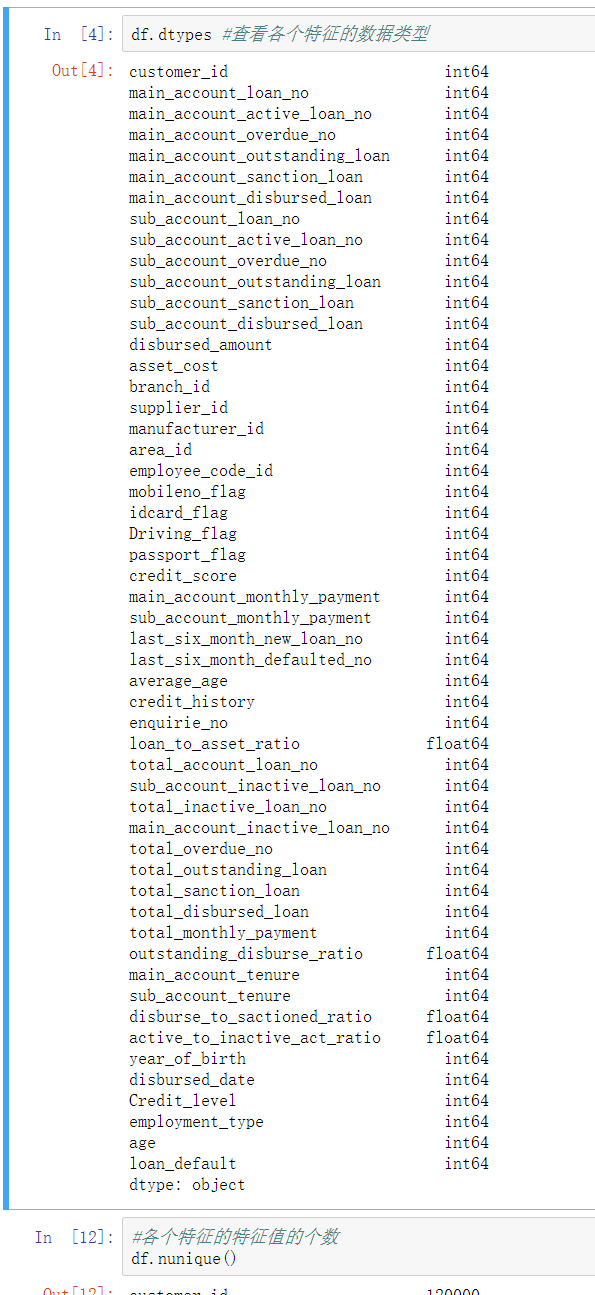 In [4]: df.dtypes #查看各个特征的数据类型
Out[4]: customer_id int64
main_account_loan_no int64
main_account_active_loan_no int64
main_account_overdue_no int64
main_account_outstanding_loan int64
main_account_sanction_loan int64
main_account_disbursed_loan int64
sub_account_loan_no int64
sub_account_active_loan_no int64
sub_account_overdue_no int64
sub_account_outstanding_loan int64
sub_account_sanction_loan int64
sub_account_disbursed_loan int64
disbursed_amount int64
asset_cost int64
branch_id int64
supplier_id int64
manufacturer_id int64
area_id int64
employee_code_id int64
mobileno_flag int64
idcard_flag int64
Driving_flag int64
passport_flag int64
credit_score int64
main_account_monthly_payment int64
sub_account_monthly_payment int64
last_six_month_new_loan_no int64
last_six_month_defaulted_no int64
average_age int64
credit_history int64
enquirie_no int64
loan_to_asset_ratio float64
total_account_loan_no int64
sub_account_inactive_loan_no int64
total_inactive_loan_no int64
main_account_inactive_loan_no int64
total_overdue_no int64
total_outstanding_loan int64
total_sanction_loan int64
total_disbursed_loan int64
total_monthly_payment int64
outstanding_disburse_ratio float64
main_account_tenure int64
sub_account_tenure int64
disburse_to_sactioned_ratio float64
active_to_inactive_act_ratio float64
year_of_birth int64
disbursed_date int64
Credit_level int64
employment_type int64
age int64
loan_default int64
dtype: object
In [12]: #各个特征的特征值的个数
df.nunique()
Out[12]: customer_id 120000